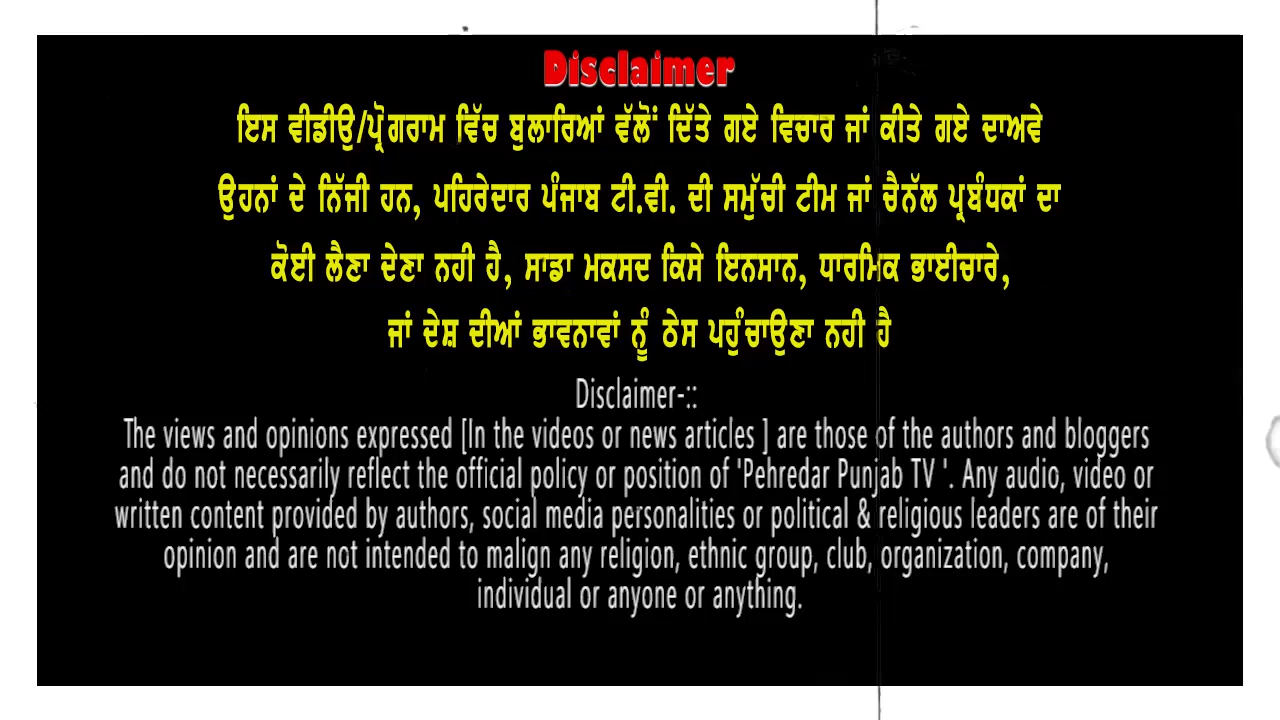 Disclaimer
ਇਸ ਵੀਡੀਉ/ਪ੍ਰੋਗਰਾਮ ਵਿੱਚ ਬੁਲਾਰਿਆਂ ਵੱਲੋਂ ਦਿੱਤੇ ਗਏ ਵਿਚਾਰ ਜਾਂ ਕੀਤੇ ਗਏ ਦਾਅਵੇ
ਉਹਨਾਂ ਦੇ ਨਿੱਜੀ ਹਨ, ਪਹਿਰੇਦਾਰ ਪੰਜਾਬ ਟੀ.ਵੀ. ਦੀ ਸਮੁੱਚੀ ਟੀਮ ਜਾਂ ਚੈਨੱਲ ਪ੍ਰਬੰਧਕਾਂ ਦਾ
ਕੋਈ ਲੈਣਾ ਦੇਣਾ ਨਹੀ ਹੈ, ਸਾਡਾ ਮਕਸਦ ਕਿਸੇ ਇਨਸਾਨ, ਧਾਰਮਿਕ ਭਾਈਚਾਰੇ,
ਜਾਂ ਦੇਸ਼ ਦੀਆਂ ਭਾਵਨਾਵਾਂ ਨੂੰ ਠੇਸ ਪਹੁੰਚਾਉਣਾ ਨਹੀ ਹੈ
Disclaimer-::
The views and opinions expressed [In the videos or news articles ] are those of the authors and bloggers
and do not necessarily reflect the official policy or position of 'Pehredar Punjab TV '. Any audio, video or
written content provided by authors, social media personalities or political & religious leaders are of their
opinion and are not intended to malign any religion, ethnic group, club, organization, company,
individual or anyone or anything.